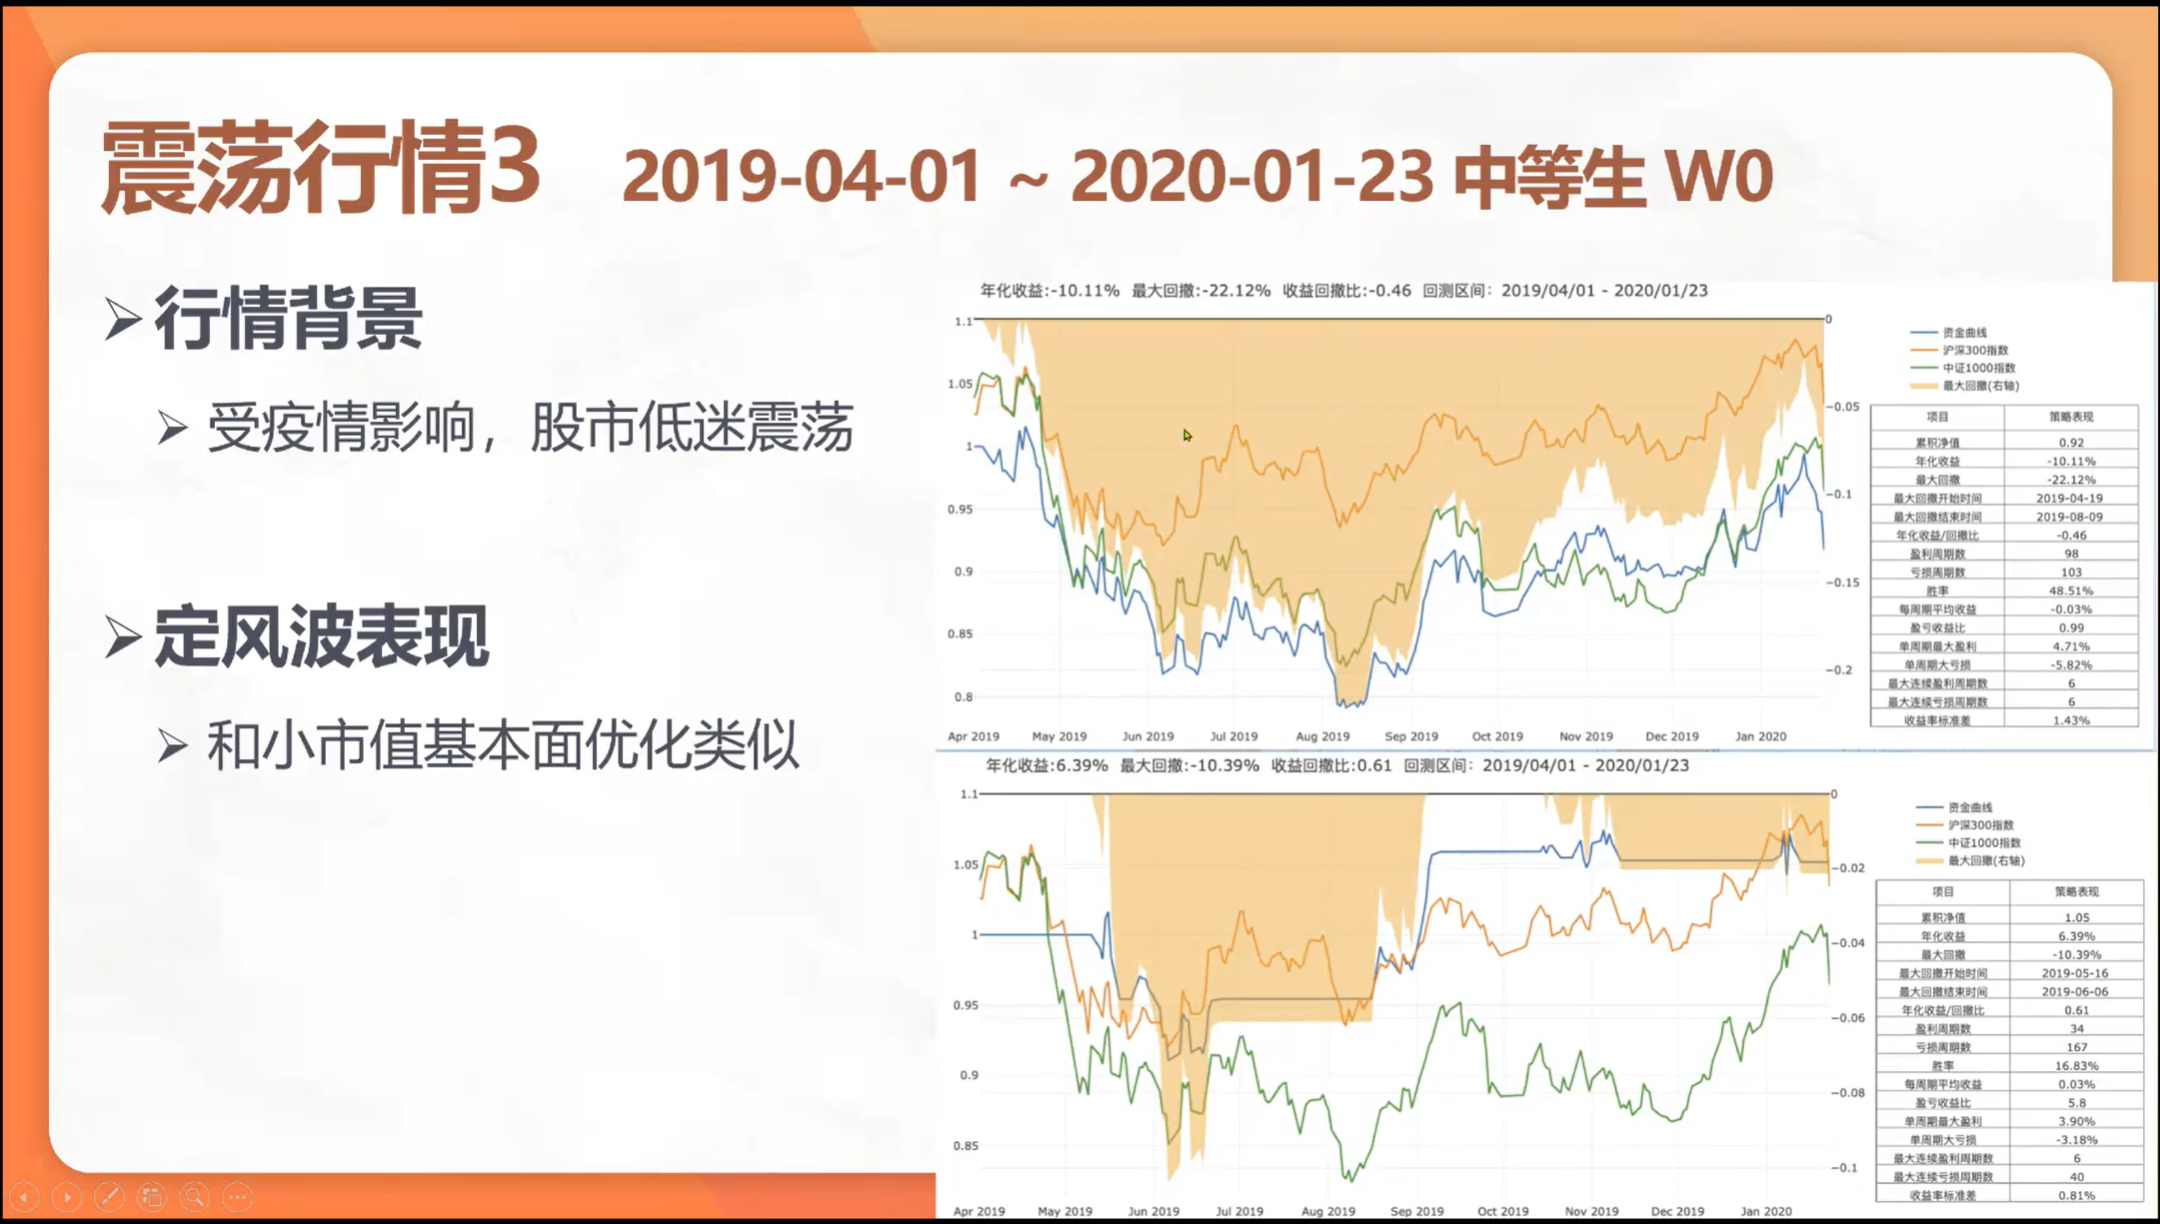 震荡行情3 2019-04-01 ~ 2020-01-23 中等生 W0
行情背景
受疫情影响，股市低迷震荡
定风波表现
和小市值基本面优化类似
年化收益:-10.11% 最大回撤:-22.12% 收益回撤比:-0.46 回测区间：2019/04/01 - 2020/01/23
1.1
1.05
1
0.95
0.9
0.85
0.8
0
−0.05
−0.1
−0.15
−0.2
Apr 2019 May 2019 Jun 2019 Jul 2019 Aug 2019 Sep 2019 Oct 2019 Nov 2019 Dec 2019 Jan 2020
资金曲线
沪深300指数
中证1000指数
最大回撤(右轴)
项目 策略表现
累积净值 0.92
年化收益 -10.11%
最大回撤 -22.12%
最大回撤开始时间 2019-04-19
最大回撤结束时间 2019-08-09
年化收益/回撤比 -0.46
盈利周期数 98
亏损周期数 103
胜率 48.51%
每周期平均收益 -0.03%
盈亏收益比 0.99
单周期最大盈利 4.71%
单周期大亏损 -5.82%
最大连续盈利周期数 6
最大连续亏损周期数 6
收益率标准差 1.43%
年化收益:6.39% 最大回撤:-10.39% 收益回撤比:0.61 回测区间：2019/04/01 - 2020/01/23
1.1
1.05
1
0.95
0.9
0.85
0
−0.02
−0.04
−0.06
−0.08
−0.1
Apr 2019 May 2019 Jun 2019 Jul 2019 Aug 2019 Sep 2019 Oct 2019 Nov 2019 Dec 2019 Jan 2020
资金曲线
沪深300指数
中证1000指数
最大回撤(右轴)
项目 策略表现
累积净值 1.05
年化收益 6.39%
最大回撤 -10.39%
最大回撤开始时间 2019-05-16
最大回撤结束时间 2019-06-06
年化收益/回撤比 0.61
盈利周期数 34
亏损周期数 167
胜率 16.83%
每周期平均收益 0.03%
盈亏收益比 5.8
单周期最大盈利 3.90%
单周期大亏损 -3.18%
最大连续盈利周期数 6
最大连续亏损周期数 40
收益率标准差 0.81%